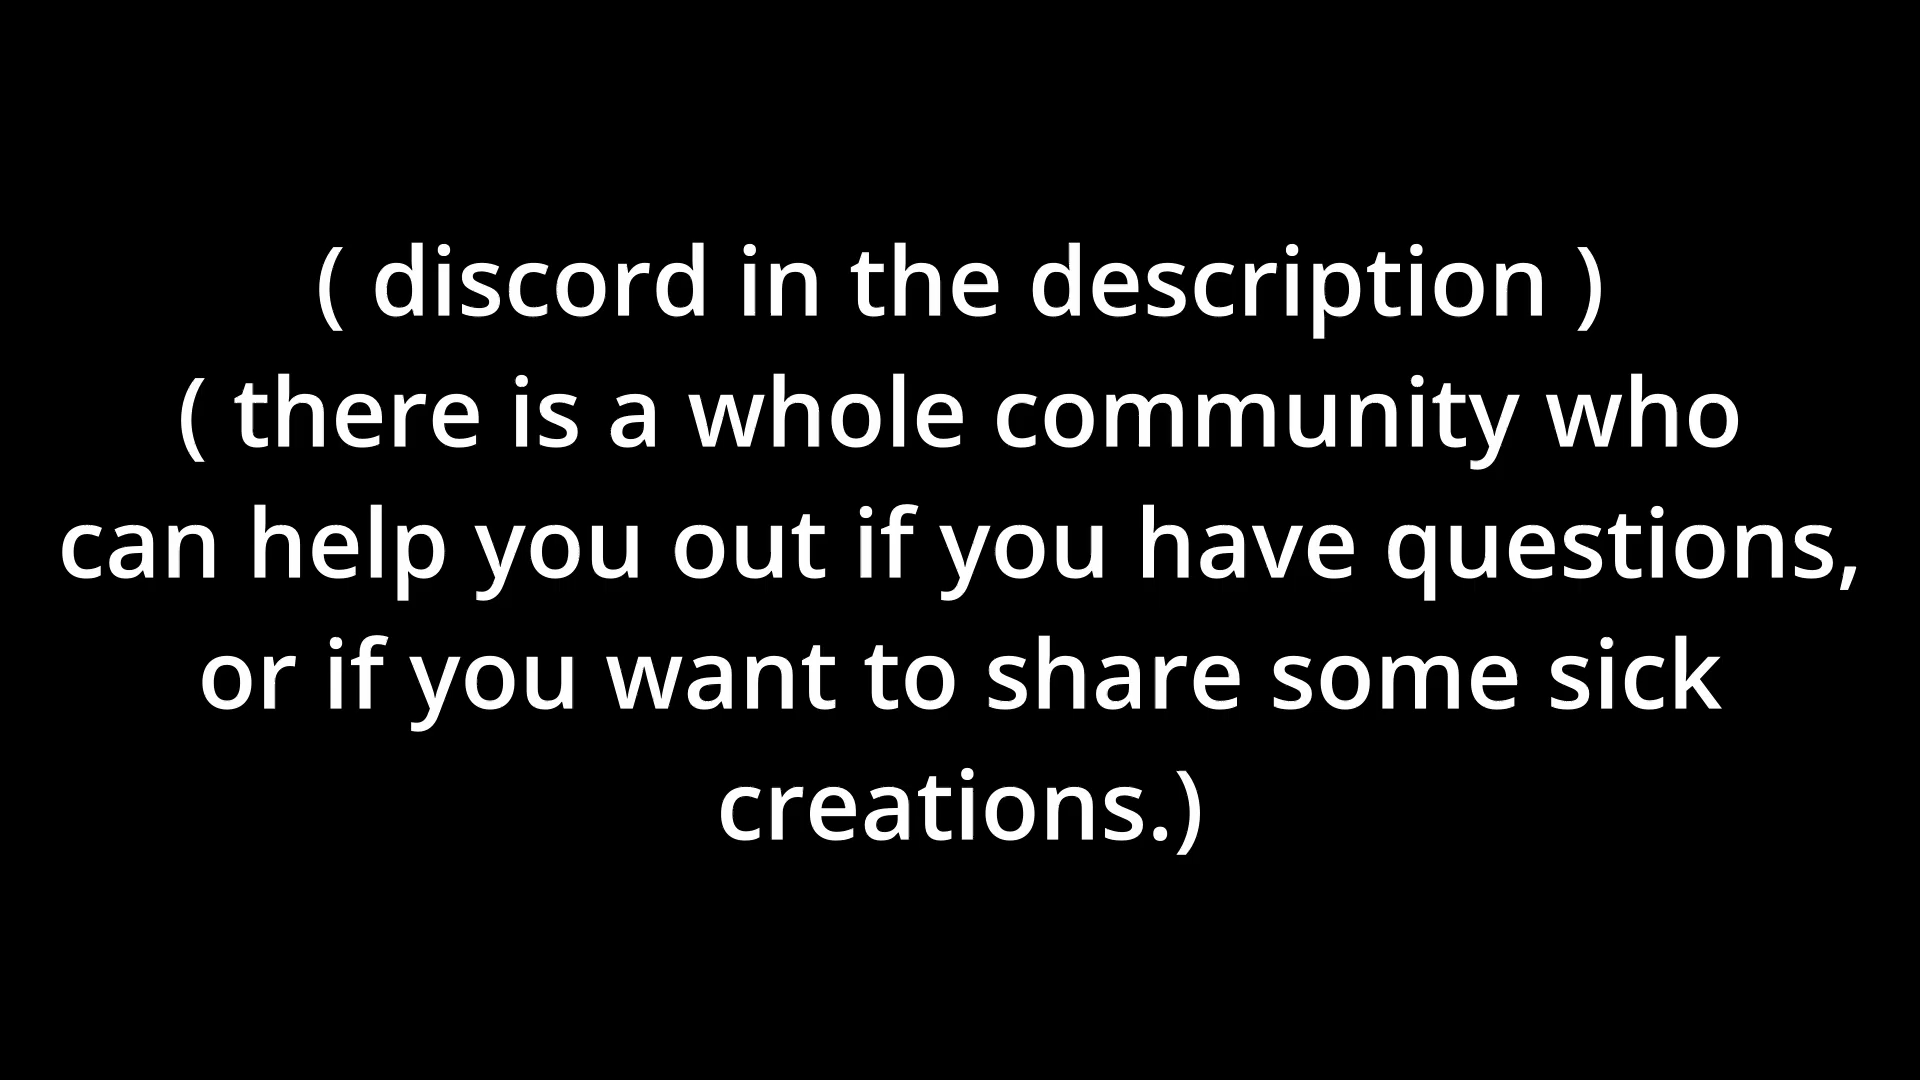 ( discord in the description )
( there is a whole community who
can help you out if you have questions,
or if you want to share some sick
creations.)